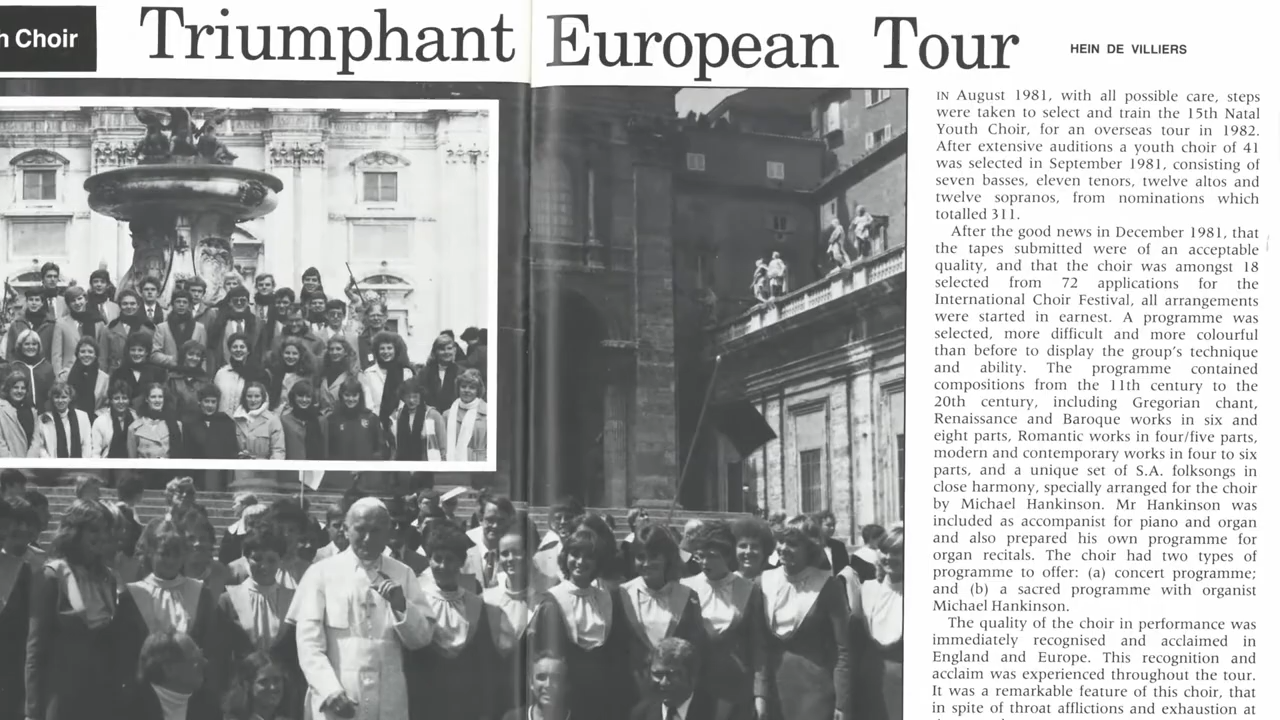 h Choir
Triumphant European Tour
HEIN DE VILLIERS
IN August 1981, with all possible care, steps
were taken to select and train the 15th Natal
Youth Choir, for an overseas tour in 1982.
After extensive auditions a youth choir of 41
was selected in September 1981, consisting of
seven basses, eleven tenors, twelve altos and
twelve sopranos, from nominations which
totalled 311.
After the good news in December 1981, that
the tapes submitted were of an acceptable
quality, and that the choir was amongst 18
selected from 72 applications for the
International Choir Festival, all arrangements
were started in earnest. A programme was
selected, more difficult and more colourful
than before to display the group's technique
and ability. The programme contained
compositions from the 11th century to the
20th century, including Gregorian chant,
Renaissance and Baroque works in six and
eight parts, Romantic works in four/five parts,
modern and contemporary works in four to six
parts, and a unique set of S.A. folksongs in
close harmony, specially arranged for the choir
by Michael Hankinson. Mr Hankinson was
included as accompanist for piano and organ
and also prepared his own programme for
organ recitals. The choir had two types of
programme to offer: (a) concert programme;
and (b) a sacred programme with organist
Michael Hankinson.
The quality of the choir in performance was
immediately recognised and acclaimed in
England and Europe. This recognition and
acclaim was experienced throughout the tour.
It was a remarkable feature of this choir, that
in spite of throat afflictions and exhaustion at